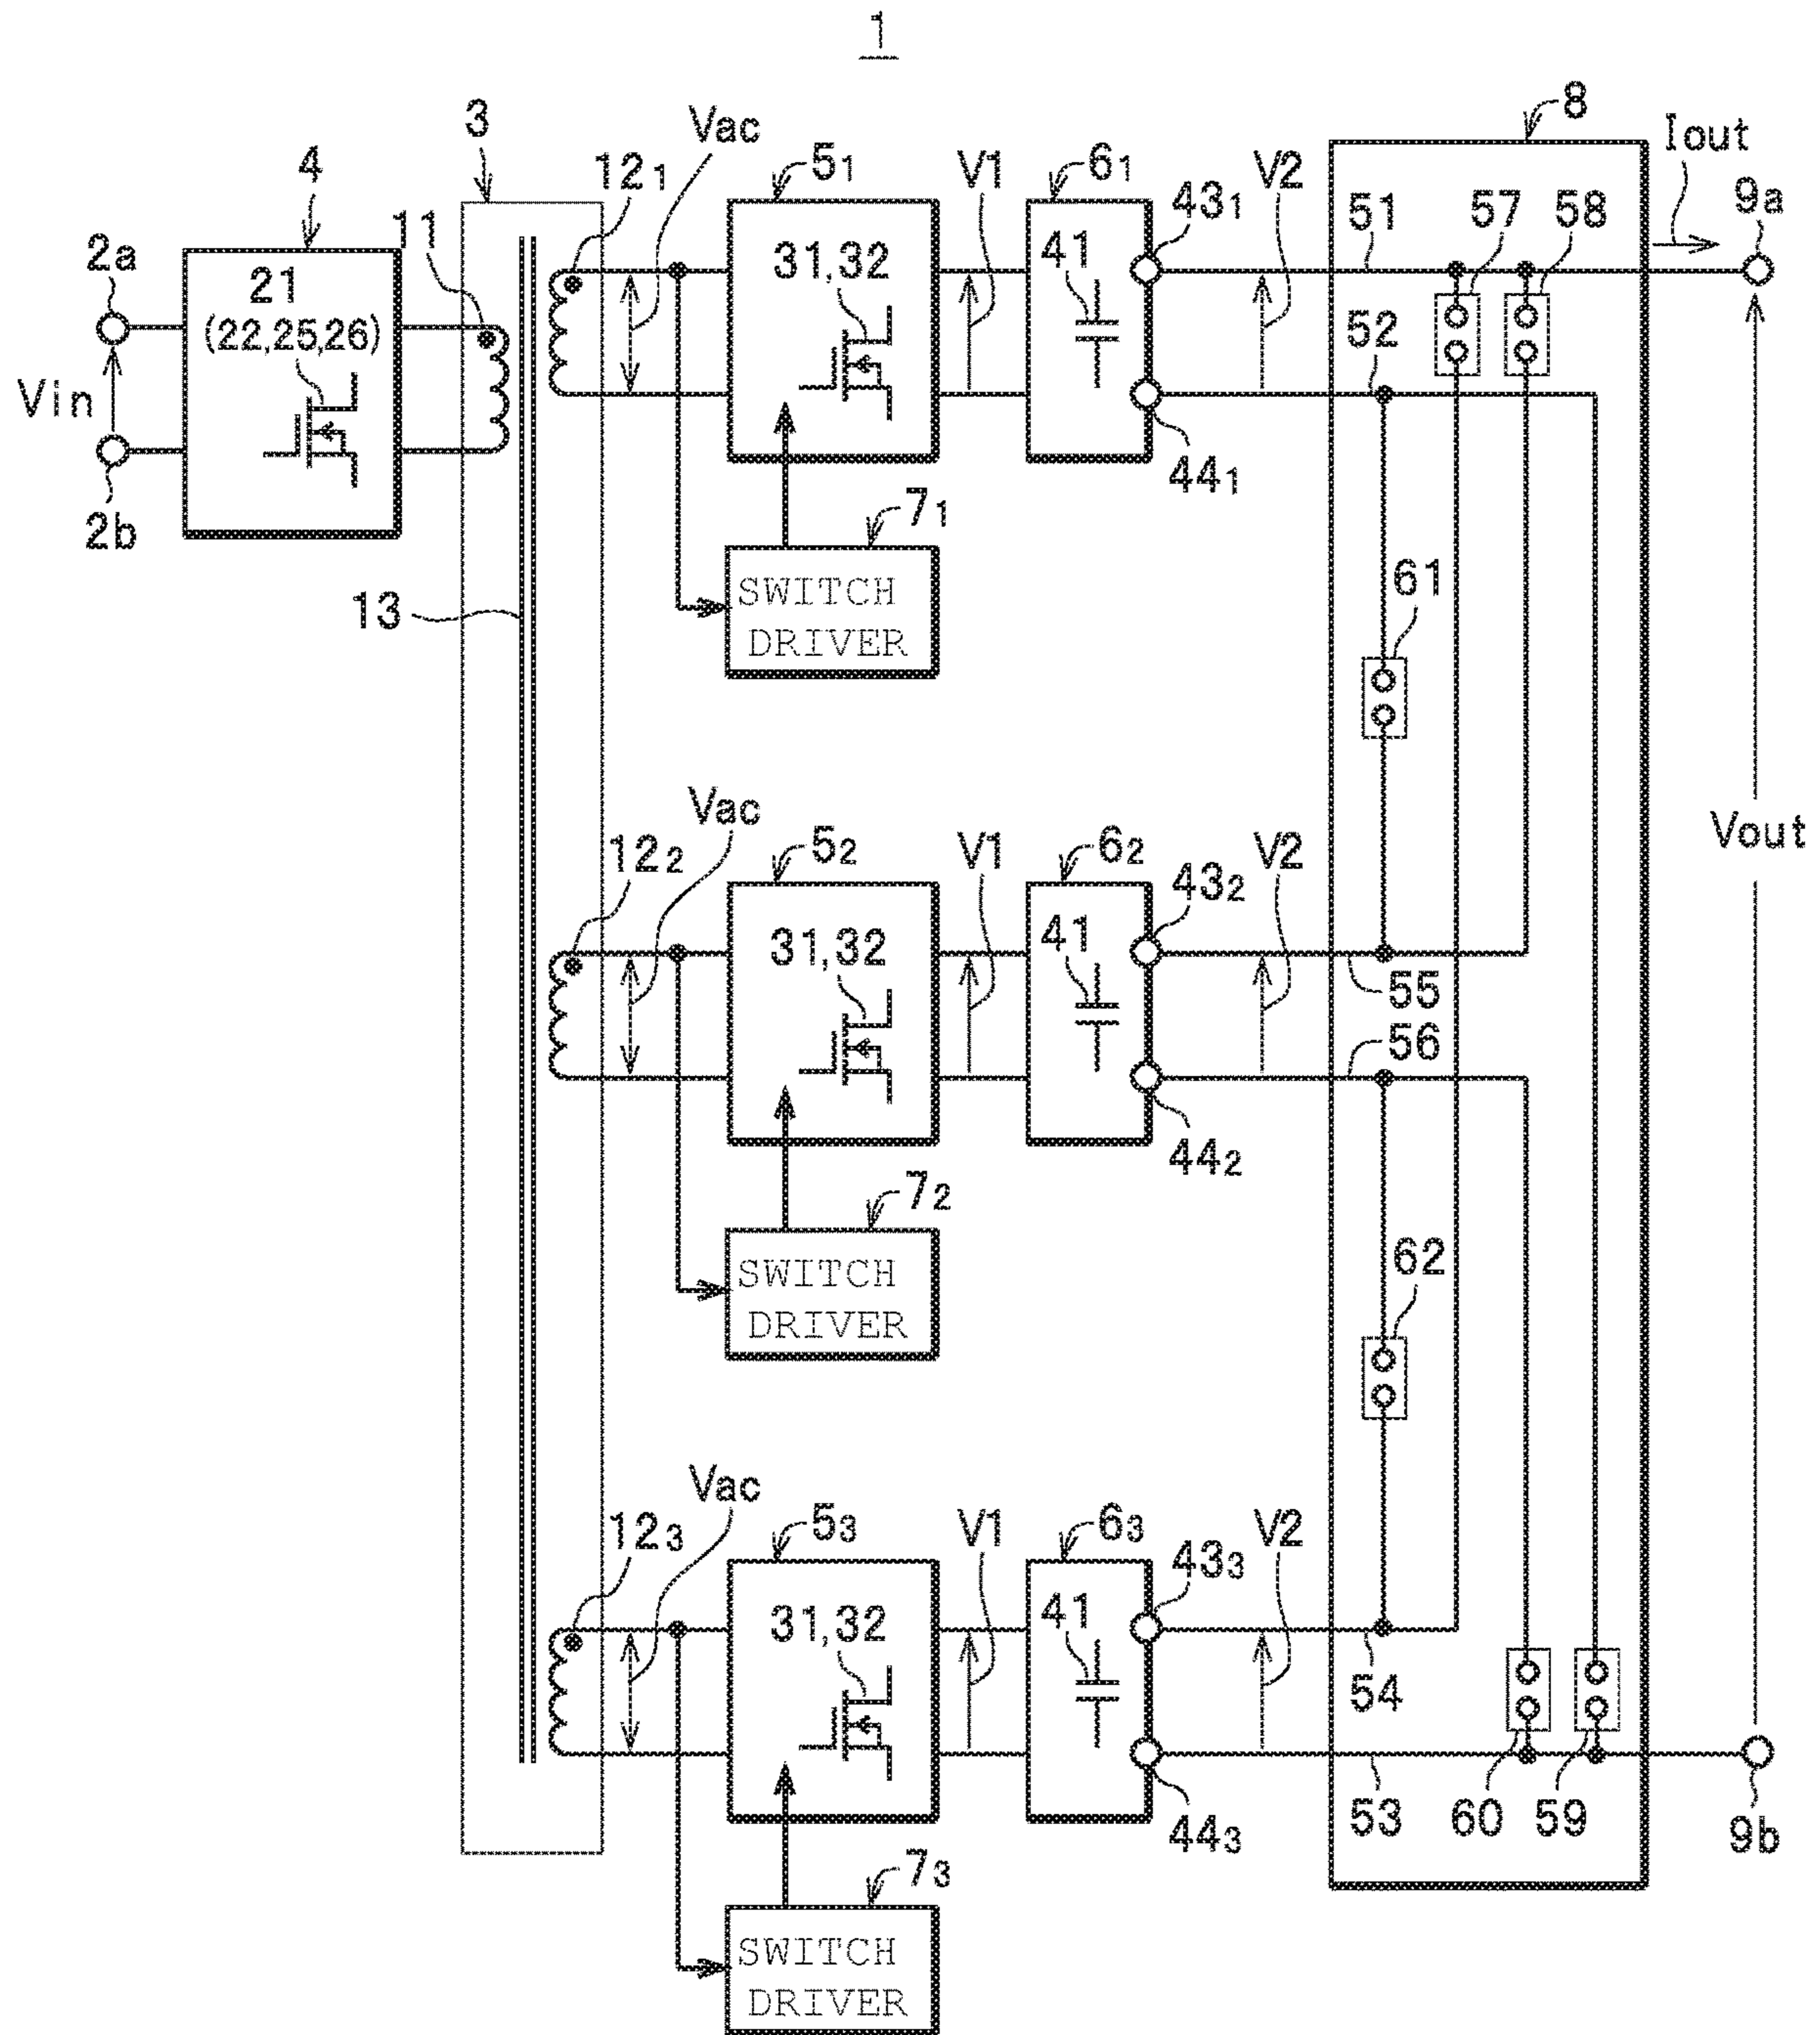 1
3
Vac
12₁
5₁
V1
6₁
43₁
V2
8
Iout
4
11
51
57
58
9a
2a
21
(22,25,26)
31,32
41
52
Vin
44₁
2b
7₁
61
13
SWITCH
DRIVER
Vac
Vout
12₂
5₂
V1
6₂
43₂
V2
31,32
41
55
56
44₂
7₂
62
SWITCH
DRIVER
Vac
12₃
5₃
V1
6₃
43₃
V2
31,32
41
54
53
60
59
9b
44₃
7₃
SWITCH
DRIVER